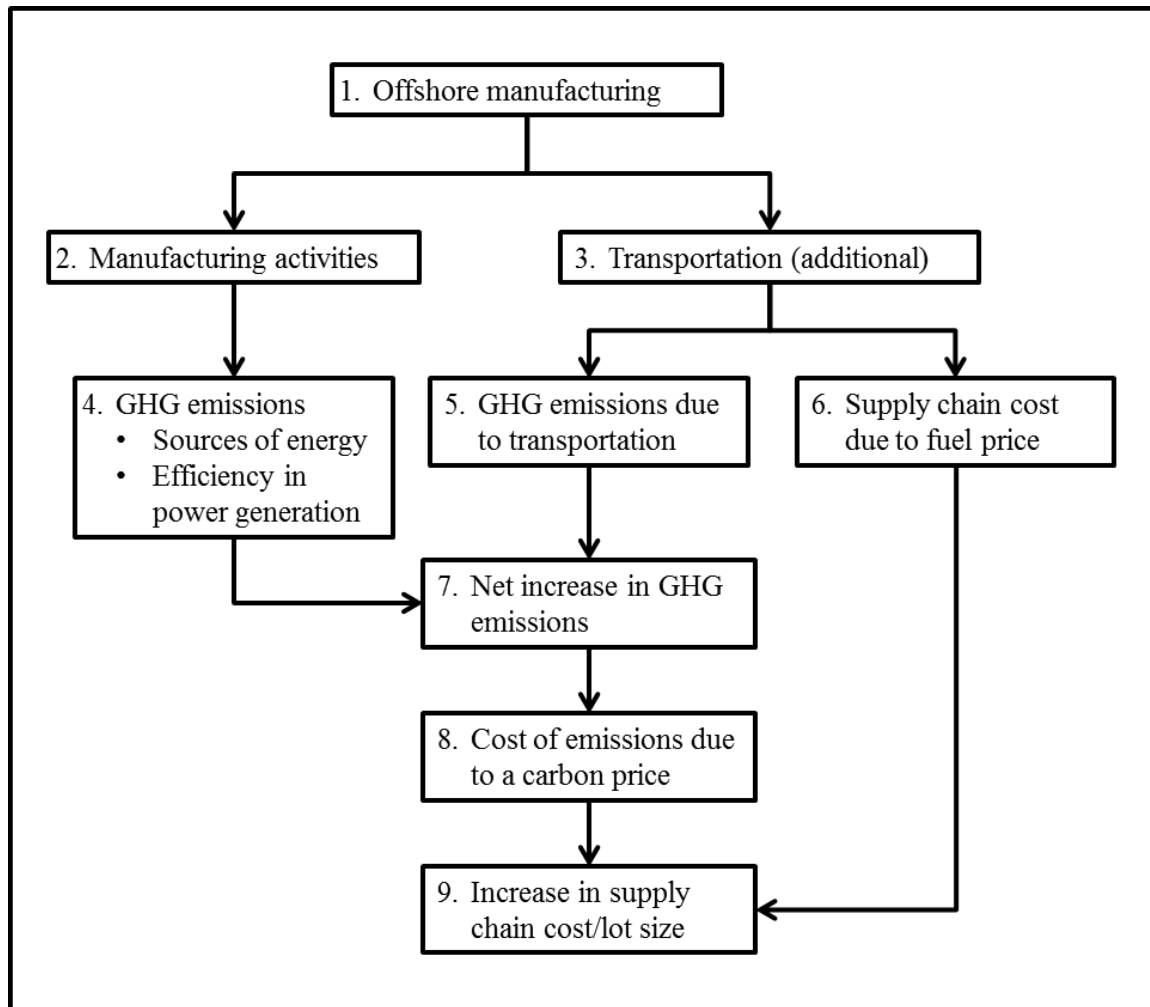 1. Offshore manufacturing
2. Manufacturing activities
3. Transportation (additional)
4. GHG emissions
• Sources of energy
• Efficiency in
power generation
5. GHG emissions due
to transportation
6. Supply chain cost
due to fuel price
7. Net increase in GHG
emissions
8. Cost of emissions due
to a carbon price
9. Increase in supply
chain cost/lot size